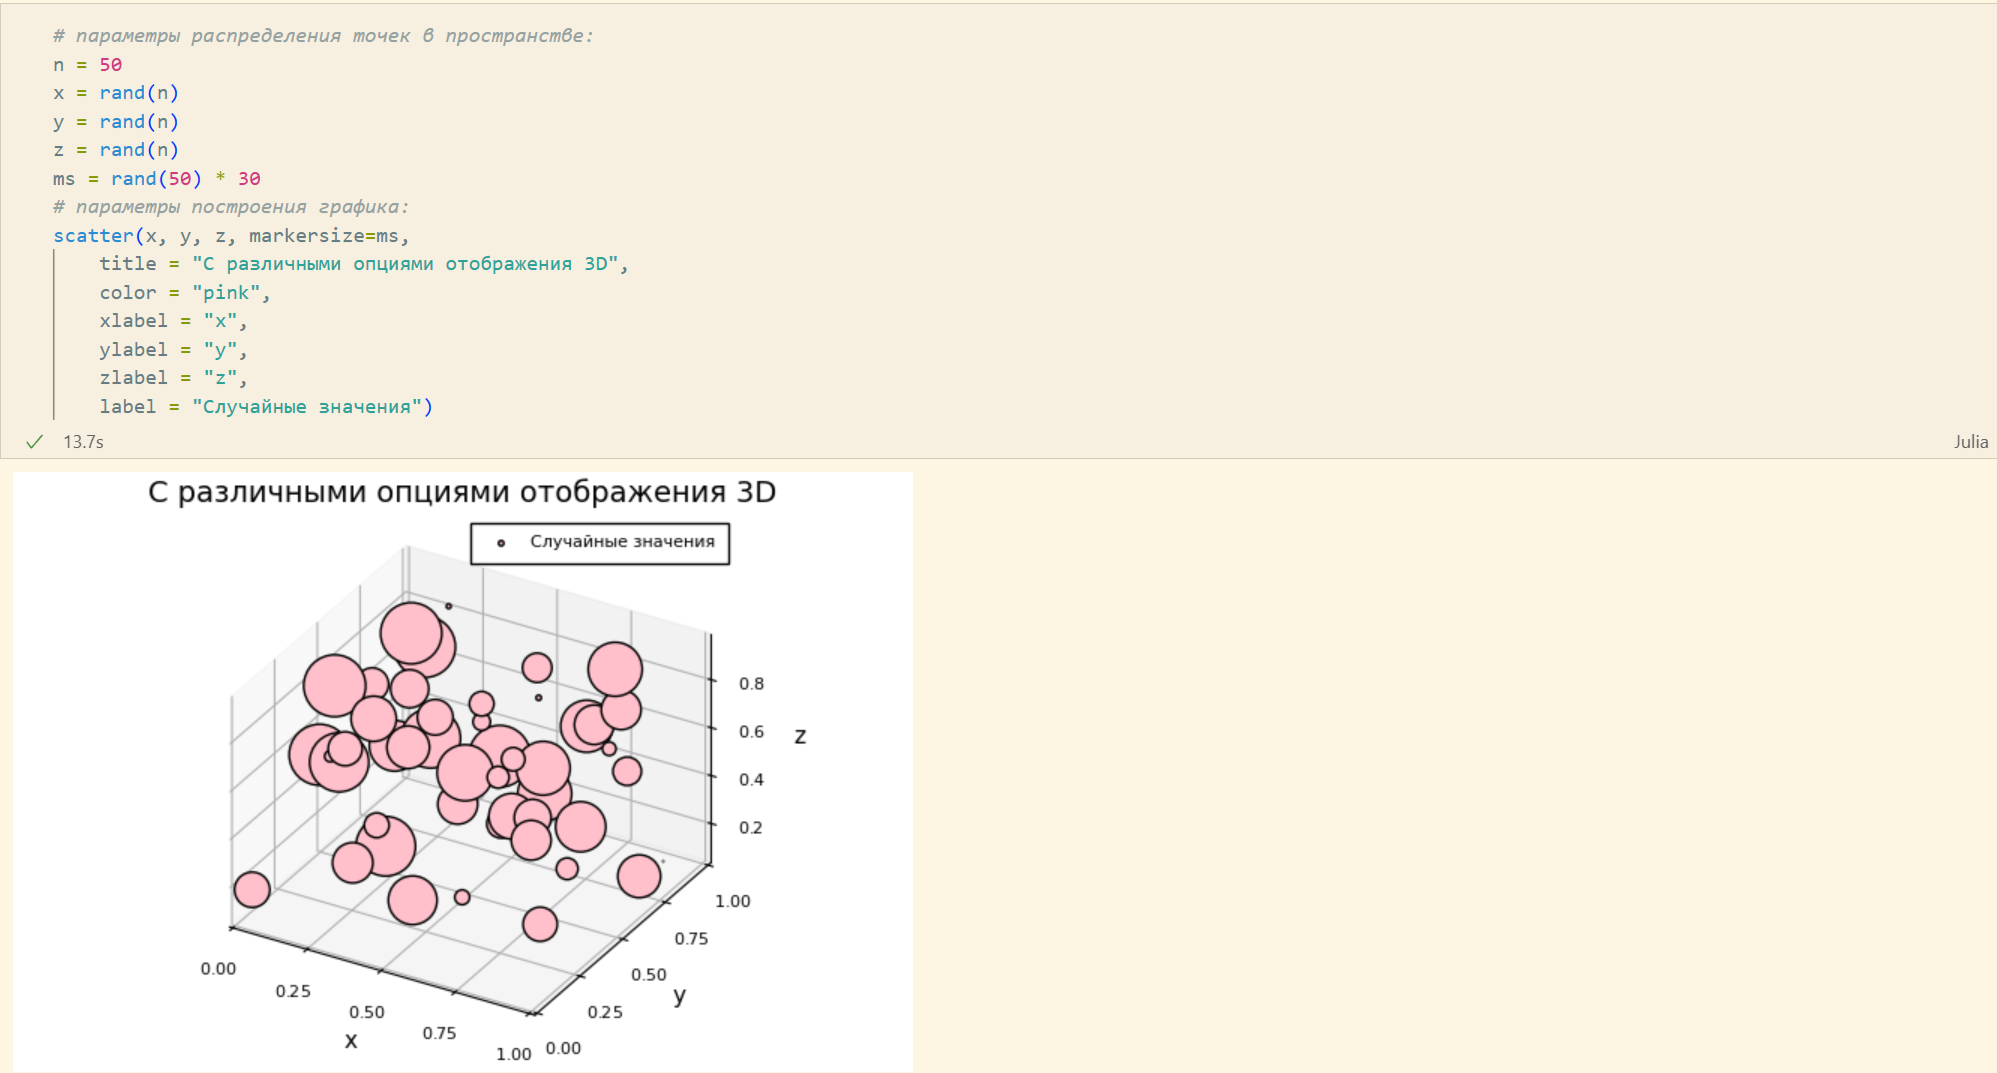 # параметры распределения точек в пространстве:
n = 50
x = rand(n)
y = rand(n)
z = rand(n)
ms = rand(50) * 30
# параметры построения графика:
scatter(x, y, z, markersize=ms,
title = "С различными опциями отображения 3D",
color = "pink",
xlabel = "x",
ylabel = "y",
zlabel = "z",
label = "Случайные значения")
13.7s
Julia
С различными опциями отображения 3D
Случайные значения
0.8
0.6
z
0.4
0.2
1.00
0.75
0.50
y
0.25
0.00
0.00
0.25
0.50
x
0.75
1.00